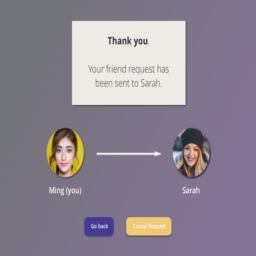 Thank you.
Your friend request has
been sent to Sarah.
Ming (you)
Sarah
Go back
Cancel Request